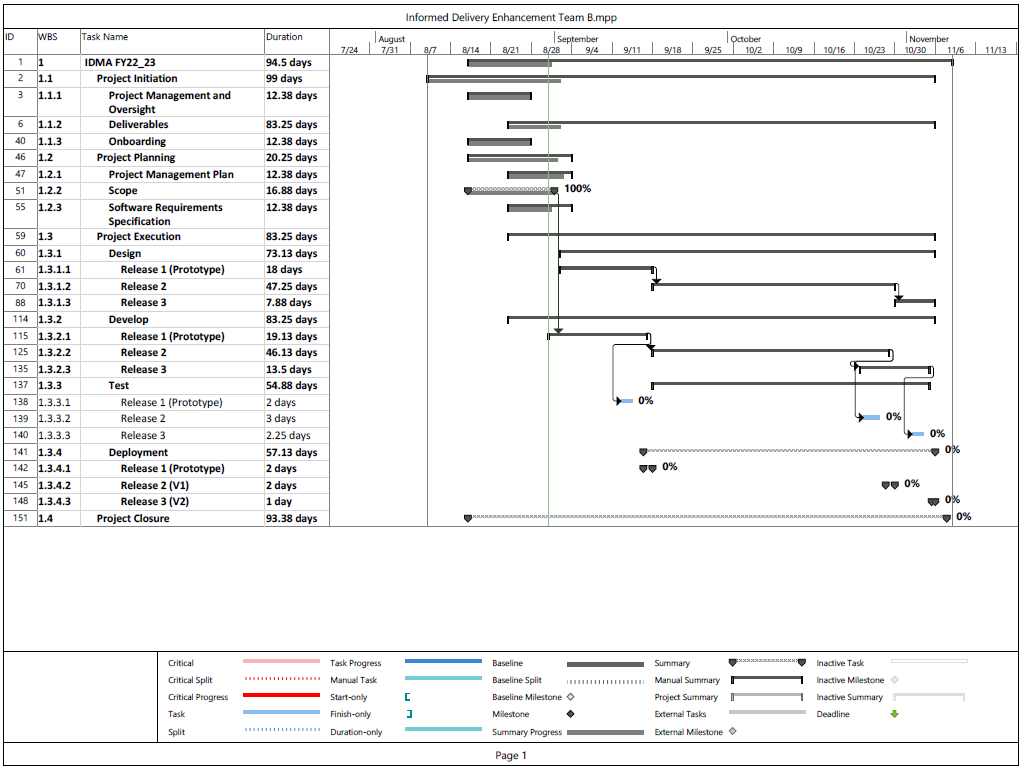 Informed Delivery Enhancement Team B.mpp
ID WBS Task Name Duration August September October November
7/24 7/31 8/7 8/14 8/21 8/28 9/4 9/11 9/18 9/25 10/2 10/9 10/16 10/23 10/30 11/6 11/13
1 1 IDMA FY22_23 94.5 days
2 1.1 Project Initiation 99 days
3 1.1.1 Project Management and 12.38 days
Oversight
6 1.1.2 Deliverables 83.25 days
40 1.1.3 Onboarding 12.38 days
46 1.2 Project Planning 20.25 days
47 1.2.1 Project Management Plan 12.38 days
51 1.2.2 Scope 16.88 days 100%
55 1.2.3 Software Requirements 12.38 days
Specification
59 1.3 Project Execution 83.25 days
60 1.3.1 Design 73.13 days
61 1.3.1.1 Release 1 (Prototype) 18 days
70 1.3.1.2 Release 2 47.25 days
88 1.3.1.3 Release 3 7.88 days
114 1.3.2 Develop 83.25 days
115 1.3.2.1 Release 1 (Prototype) 19.13 days
125 1.3.2.2 Release 2 46.13 days
135 1.3.2.3 Release 3 13.5 days
137 1.3.3 Test 54.88 days
138 1.3.3.1 Release 1 (Prototype) 2 days 0%
139 1.3.3.2 Release 2 3 days 0%
140 1.3.3.3 Release 3 2.25 days 0%
141 1.3.4 Deployment 57.13 days 0%
142 1.3.4.1 Release 1 (Prototype) 2 days 0%
145 1.3.4.2 Release 2 (V1) 2 days 0%
148 1.3.4.3 Release 3 (V2) 1 day 0%
151 1.4 Project Closure 93.38 days 0%
Critical Task Progress Baseline Summary Inactive Task
Critical Split Manual Task Baseline Split Manual Summary Inactive Milestone
Critical Progress Start-only Baseline Milestone Project Summary Inactive Summary
Task Finish-only Milestone External Tasks Deadline
Split Duration-only Summary Progress External Milestone
Page 1